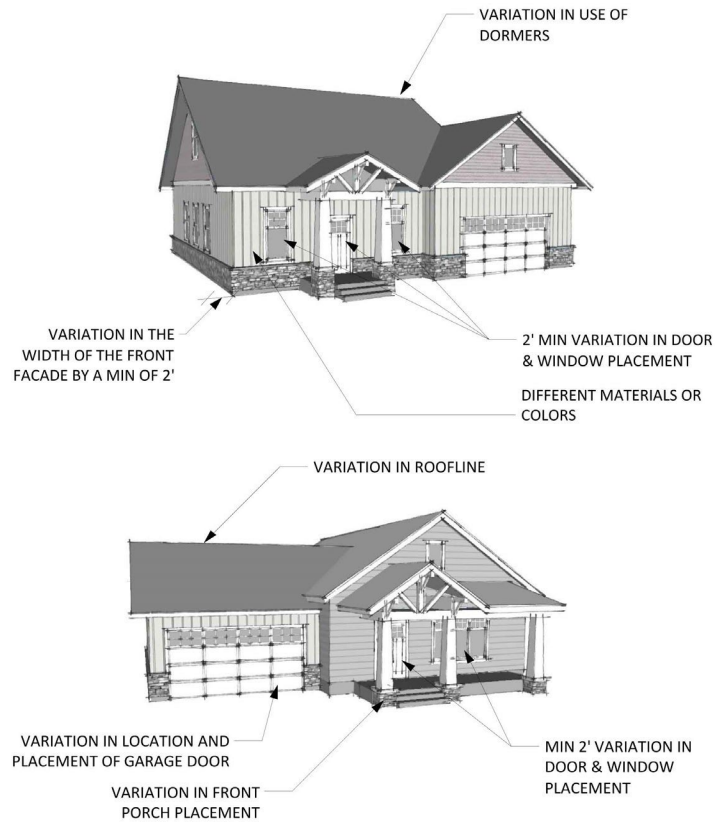 VARIATION IN USE OF
DORMERS
VARIATION IN THE
WIDTH OF THE FRONT
FACADE BY A MIN OF 2'
2' MIN VARIATION IN DOOR
& WINDOW PLACEMENT
DIFFERENT MATERIALS OR
COLORS
VARIATION IN ROOFLINE
VARIATION IN LOCATION AND
PLACEMENT OF GARAGE DOOR
VARIATION IN FRONT
PORCH PLACEMENT
MIN 2' VARIATION IN
DOOR & WINDOW
PLACEMENT